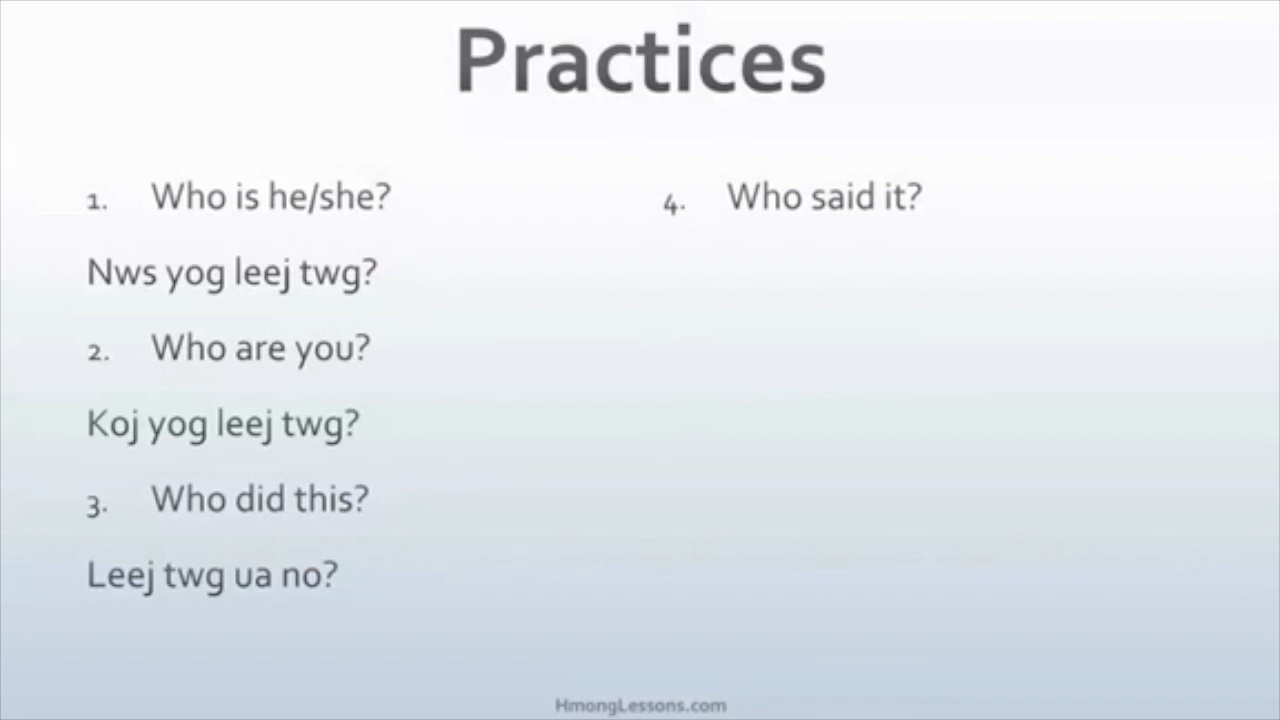 Practices
1. Who is he/she?
Nws yog leej twg?
2. Who are you?
Koj yog leej twg?
3. Who did this?
Leej twg ua no?
4. Who said it?
HmongLessons.com